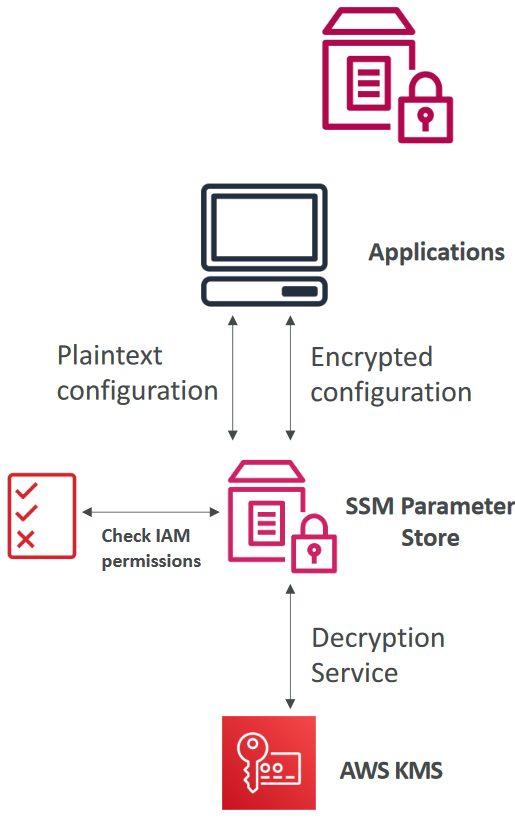 Applications
Plaintext
configuration
Encrypted
configuration
SSM Parameter
Store
Check IAM
permissions
Decryption
Service
AWS KMS